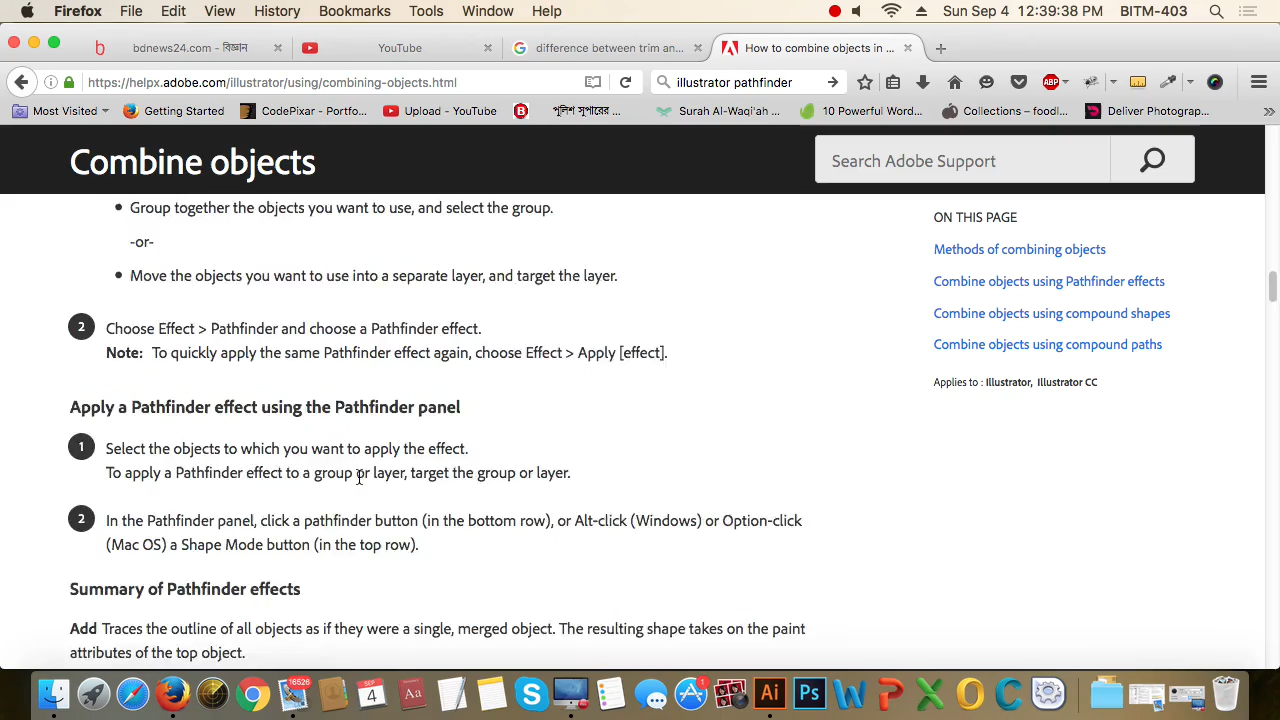 Firefox File Edit View History Bookmarks Tools Window Help Sun Sep 4 12:39:38 PM BITM-403
bdnews24.com - বিজ্ঞান YouTube difference between trim an... How to combine objects in ...
https://helpx.adobe.com/illustrator/using/combining-objects.html illustrator pathfinder ABP
Most Visited Getting Started CodePixar - Portfo... Upload - YouTube B পুলিশ সুপারের ... Surah Al-Waqi'ah ... 10 Powerful Word... Collections – foodl... Deliver Photograp...
Combine objects
Search Adobe Support
Group together the objects you want to use, and select the group.
-or-
Move the objects you want to use into a separate layer, and target the layer.
2 Choose Effect > Pathfinder and choose a Pathfinder effect.
Note: To quickly apply the same Pathfinder effect again, choose Effect > Apply [effect].
Apply a Pathfinder effect using the Pathfinder panel
1 Select the objects to which you want to apply the effect.
To apply a Pathfinder effect to a group or layer, target the group or layer.
2 In the Pathfinder panel, click a pathfinder button (in the bottom row), or Alt-click (Windows) or Option-click
(Mac OS) a Shape Mode button (in the top row).
Summary of Pathfinder effects
Add Traces the outline of all objects as if they were a single, merged object. The resulting shape takes on the paint
attributes of the top object.
ON THIS PAGE
Methods of combining objects
Combine objects using Pathfinder effects
Combine objects using compound shapes
Combine objects using compound paths
Applies to : Illustrator, Illustrator CC
16526 SEP 4 Aa S 1 Ai Ps W P X O C